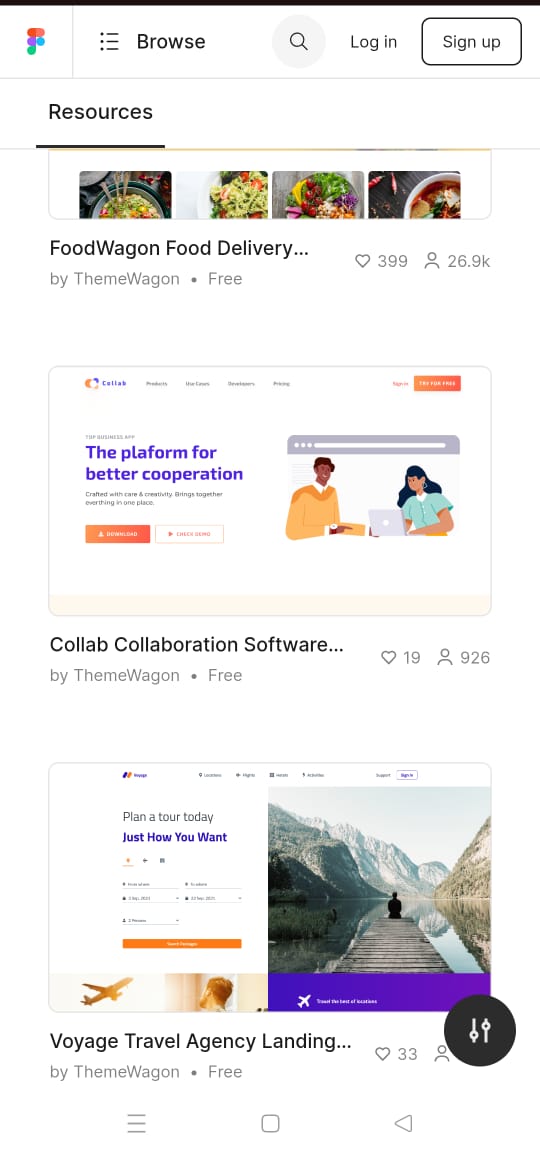 Browse
Log in
Sign up
Resources
FoodWagon Food Delivery...
399
26.9k
by ThemeWagon • Free
Collab
Products
Use Cases
Developers
Pricing
Sign in
TRY FOR FREE
TOP BUSINESS APP
The plaform for
better cooperation
Crafted with care & creativity. Brings together
everthing in one place.
DOWNLOAD
CHECK DEMO
Collab Collaboration Software...
19
926
by ThemeWagon • Free
Voyage
Locations
Flights
Hotels
Activities
Support
Sign in
Plan a tour today
Just How You Want
Travel the best of locations
Voyage Travel Agency Landing...
33
by ThemeWagon • Free